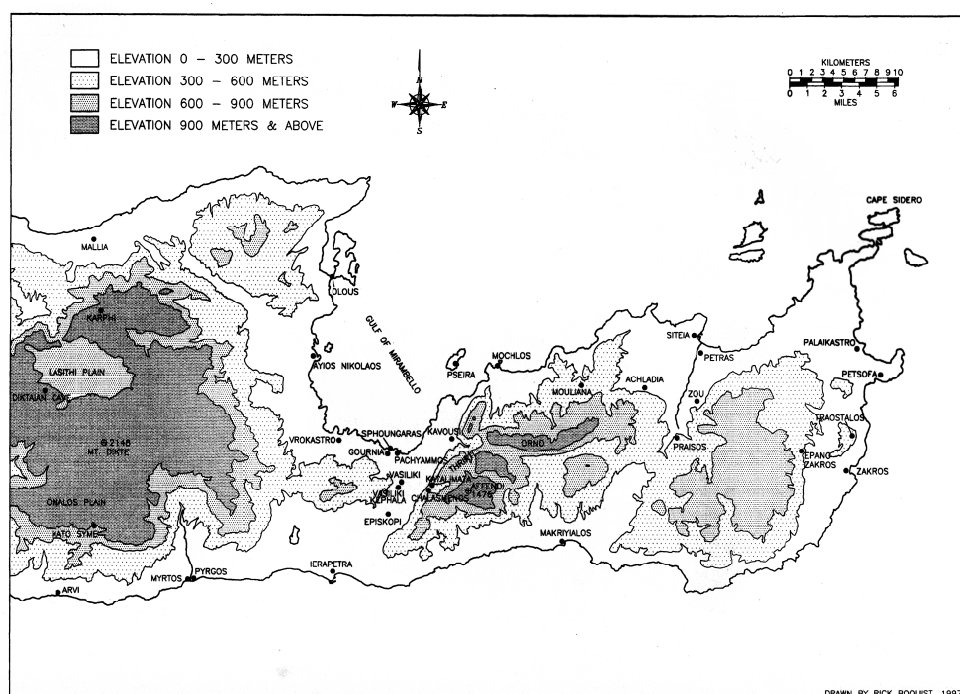 ELEVATION 0 – 300 METERS
ELEVATION 300 – 600 METERS
ELEVATION 600 – 900 METERS
ELEVATION 900 METERS & ABOVE
N
W
E
S
KILOMETERS
0 1 2 3 4 5 6 7 8 9 10
0 1 2 3 4 5 6
MILES
CAPE SIDERO
MALLIA
OLOUS
KARPHI
GULF OF MIRAMBELLO
SITEIA
PALAIKASTRO
AYIOS NIKOLAOS
MOCHLOS
PETRAS
PSEIRA
LASITHI PLAIN
PETSOFA
ACHLADIA
DIKTAIAN CAVE
MOULIANA
ZOU
TRAOSTALOS
SPHOUNGARAS
KAVOUSI
VROKASTRO
ORNO
PRAISOS
2148
MT. DIKTE
GOURNIA
PACHYAMMOS
EPANO
ZAKROS
THRIPTI
ZAKROS
VASILIKI
KATALIMATA
AFFENDI
1476
VASILIKI
KEPHALA
CHALASMENOS
ONALOS PLAIN
EPISKOPI
KATO SYME
MAKRIYIALOS
IERAPETRA
MYRTOS
PYRGOS
ARVI
DRAWN BY RICK BOQUIST, 1997